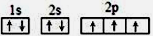 1s 2s 2p
↑↓ ↑↓ ↑ ↑ ↑